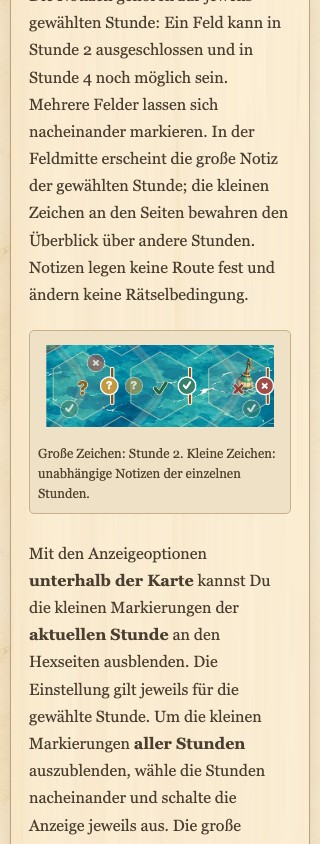 gewählten Stunde: Ein Feld kann in
Stunde 2 ausgeschlossen und in
Stunde 4 noch möglich sein.
Mehrere Felder lassen sich
nacheinander markieren. In der
Feldmitte erscheint die große Notiz
der gewählten Stunde; die kleinen
Zeichen an den Seiten bewahren den
Überblick über andere Stunden.
Notizen legen keine Route fest und
ändern keine Rätselbedingung.
Große Zeichen: Stunde 2. Kleine Zeichen:
unabhängige Notizen der einzelnen
Stunden.
Mit den Anzeigeoptionen
unterhalb der Karte kannst Du
die kleinen Markierungen der
aktuellen Stunde an den
Hexseiten ausblenden. Die
Einstellung gilt jeweils für die
gewählte Stunde. Um die kleinen
Markierungen aller Stunden
auszublenden, wähle die Stunden
nacheinander und schalte die
Anzeige jeweils aus. Die große